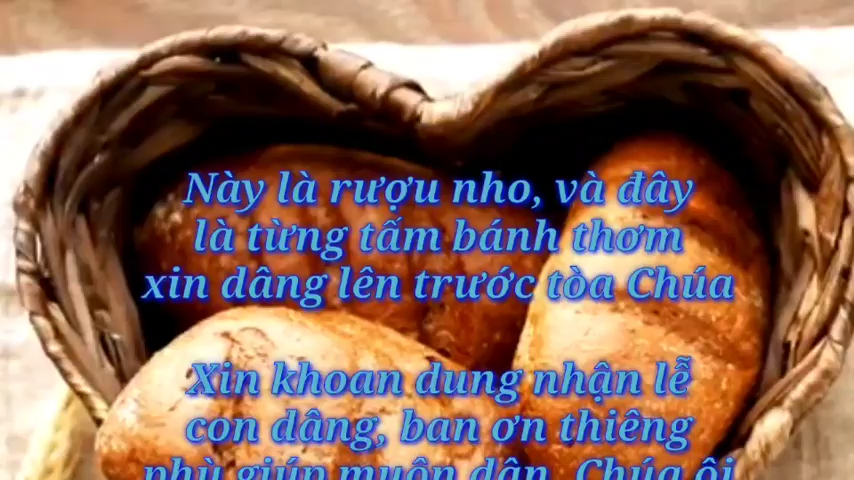 Này là rượu nho, và đây
là từng tấm bánh thơm
xin dâng lên trước tòa Chúa
Xin khoan dung nhận lễ
con dâng, ban ơn thiêng
phù giúp muôn dân. Chúa ôi